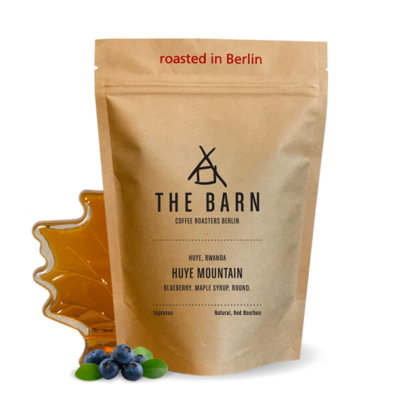 roasted in Berlin
THE BARN
COFFEE ROASTERS BERLIN
HUYE, RWANDA
HUYE MOUNTAIN
BLUEBERRY, MAPLE SYRUP, ROUND.
Espresso Natural, Red Bourbon